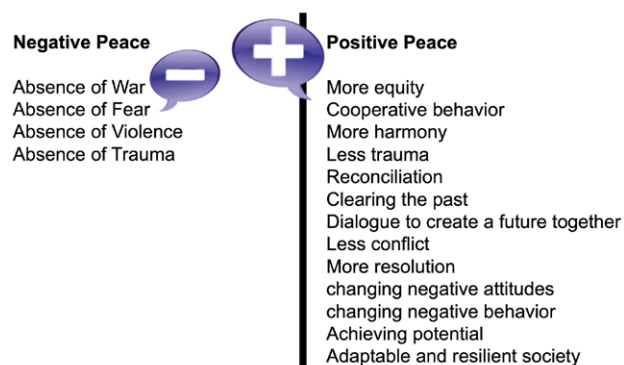 Negative Peace
Absence of War
Absence of Fear
Absence of Violence
Absence of Trauma
Positive Peace
More equity
Cooperative behavior
More harmony
Less trauma
Reconciliation
Clearing the past
Dialogue to create a future together
Less conflict
More resolution
changing negative attitudes
changing negative behavior
Achieving potential
Adaptable and resilient society